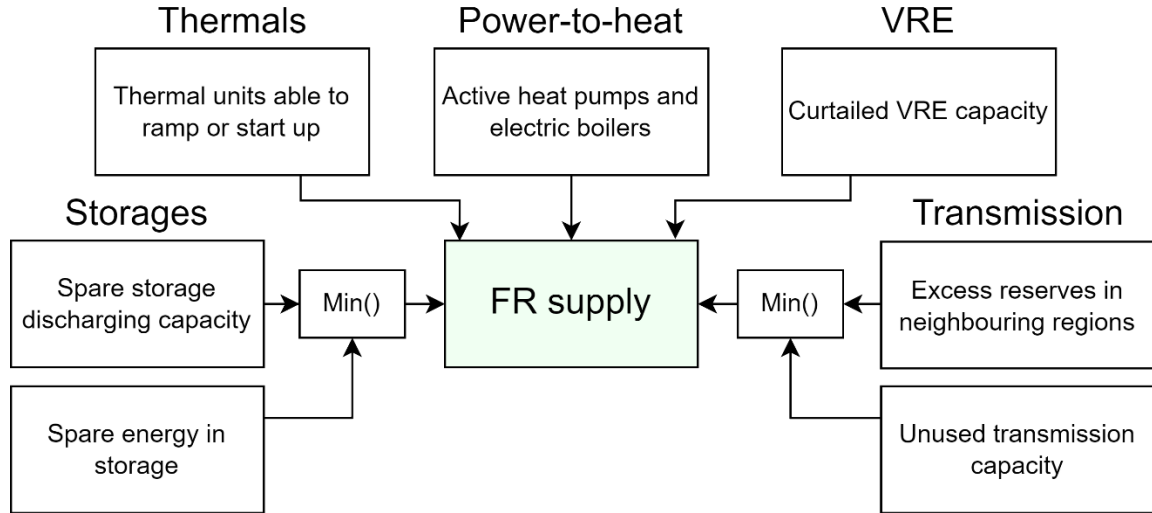 Thermals
Power-to-heat
VRE
Thermal units able to
ramp or start up
Active heat pumps and
electric boilers
Curtailed VRE capacity
Storages
Transmission
Spare storage
discharging capacity
Min()
FR supply
Min()
Excess reserves in
neighbouring regions
Spare energy in
storage
Unused transmission
capacity